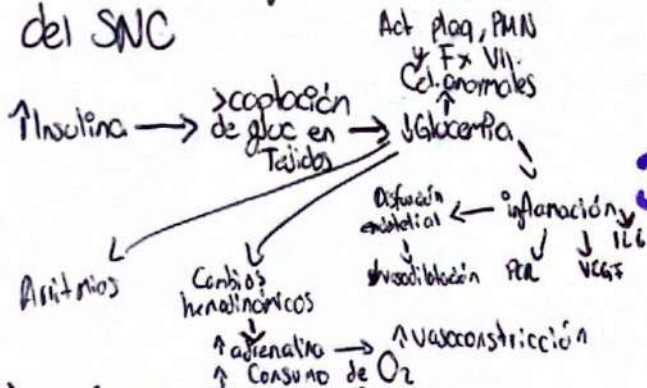 del SNC
Act plaq, PMN
y Fx VII.
Cel. anormales
↑
↑Insulina → >captación
de gluc en
Tejidos → ↓Glucemia
Disfunción
endotelial ← inflamación
↓vasodilatación
PCR
VEGF
IL6
Arritmias
Cambios
hemodinámicos
↑ adrenalina → ↑vasoconstricción
↑ Consumo de O2